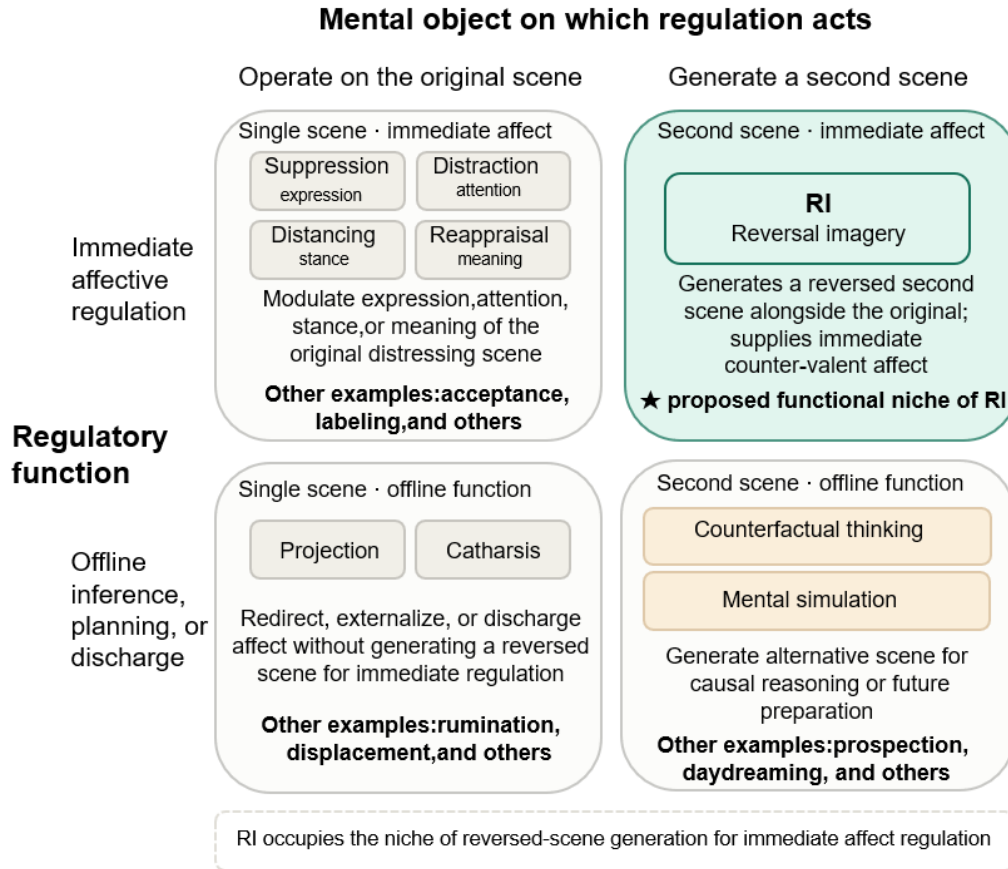 Mental object on which regulation acts
Operate on the original scene
Generate a second scene
Regulatory
function
Immediate
affective
regulation
Single scene · immediate affect
Suppression
expression
Distraction
attention
Distancing
stance
Reappraisal
meaning
Modulate expression,attention,
stance,or meaning of the
original distressing scene
Other examples:acceptance,
labeling,and others
Second scene · immediate affect
RI
Reversal imagery
Generates a reversed second
scene alongside the original;
supplies immediate
counter-valent affect
★ proposed functional niche of RI
Offline
inference,
planning, or
discharge
Single scene · offline function
Projection
Catharsis
Redirect, externalize, or discharge
affect without generating a reversed
scene for immediate regulation
Other examples:rumination,
displacement,and others
Second scene · offline function
Counterfactual thinking
Mental simulation
Generate alternative scene for
causal reasoning or future
preparation
Other examples:prospection,
daydreaming, and others
RI occupies the niche of reversed-scene generation for immediate affect regulation